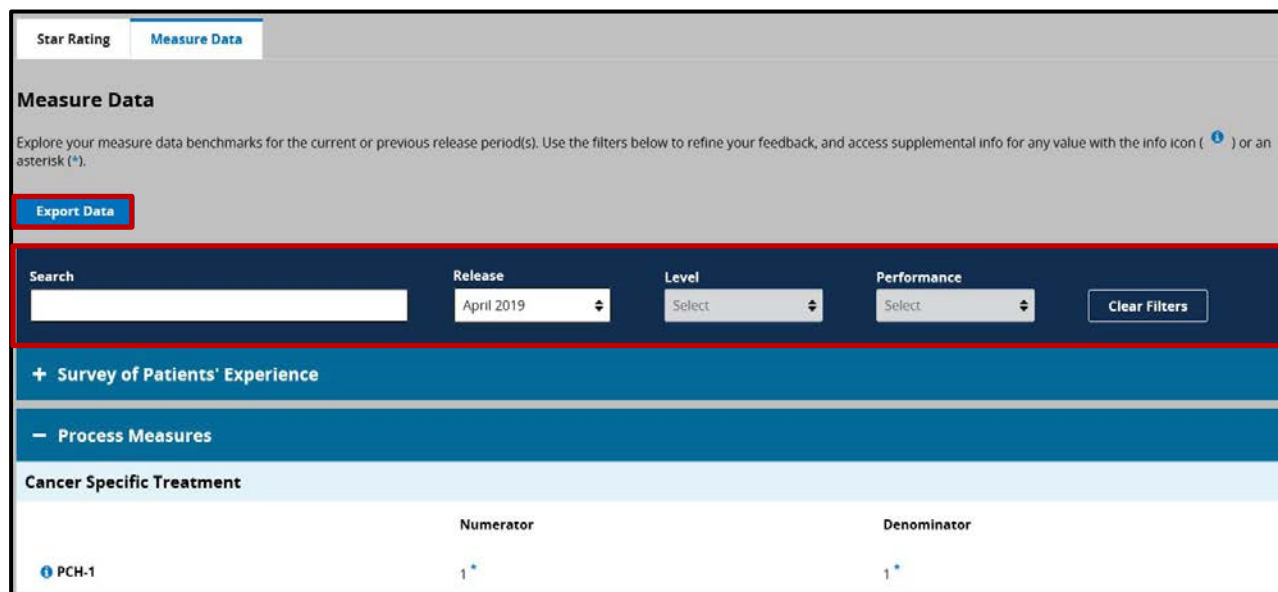 Star Rating Measure Data
Measure Data
Explore your measure data benchmarks for the current or previous release period(s). Use the filters below to refine your feedback, and access supplemental info for any value with the info icon ( i ) or an
asterisk (*).
Export Data
Search Release Level Performance
April 2019 Select Select Clear Filters
+ Survey of Patients' Experience
− Process Measures
Cancer Specific Treatment
Numerator Denominator
i PCH-1 1 * 1 *